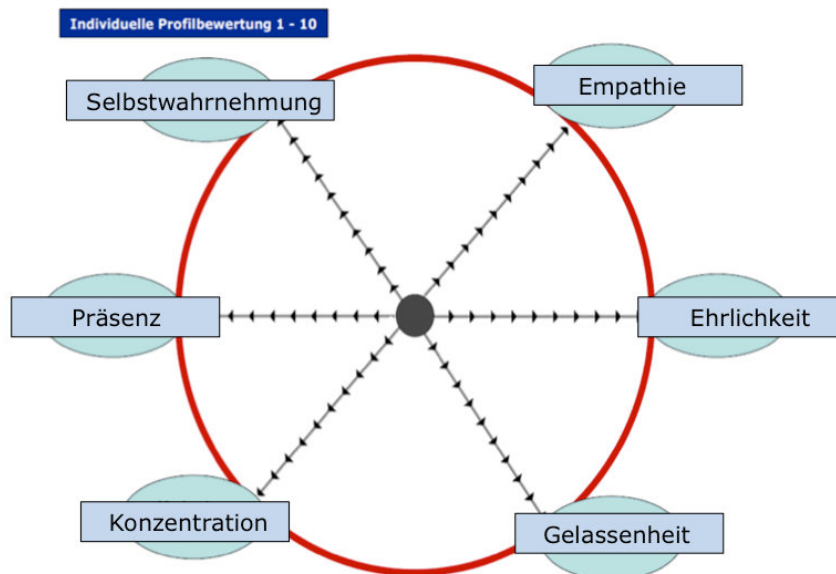 Individuelle Profilbewertung 1 - 10
Selbstwahrnehmung
Empathie
Präsenz
Ehrlichkeit
Konzentration
Gelassenheit